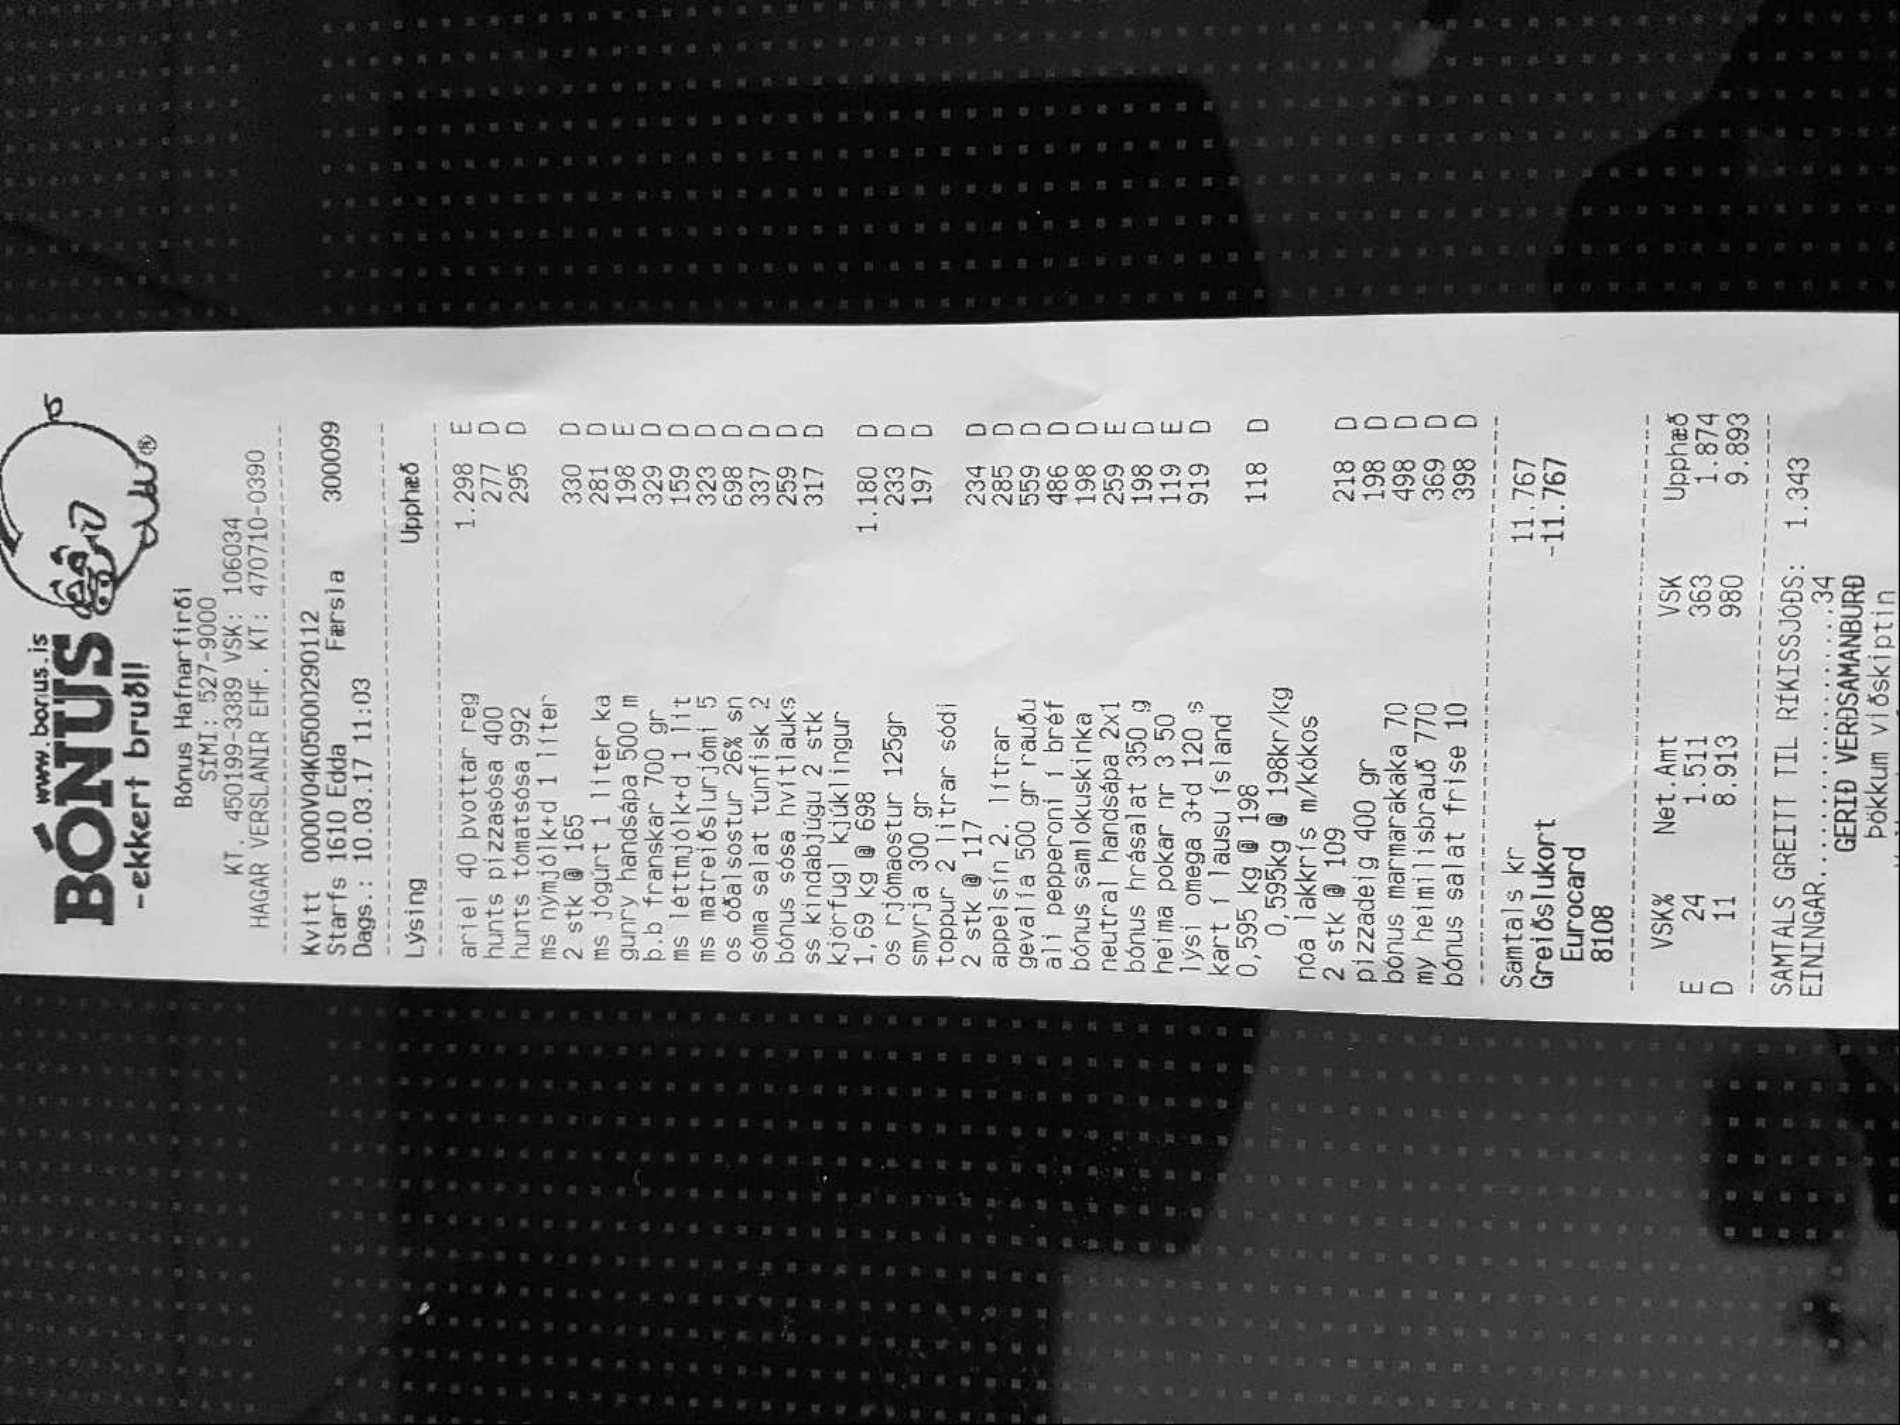 www.bonus.is
BÓNUS
-ekkert bruðl!
®
Bónus Hafnarfirði
SÍMI: 527-9000
KT. 450199-3389 VSK: 106034
HAGAR VERSLANIR EHF. KT: 470710-0390
Kvitt 0000V04K05000290112
Starfs 1610 Edda Færsla 300099
Dags.: 10.03.17 11:03
Lýsing Upphæð
ariel 40 þvottar reg 1.298 E
hunts pizzasósa 400 277 D
hunts tómatsósa 992 295 D
ms nýmjólk+d 1 líter
2 stk @ 165 330 D
ms jógúrt 1 líter ka 281 D
gunry handsápa 500 m 198 E
b.b franskar 700 gr 329 D
ms léttmjólk+d 1 lít 159 D
ms matreiðslurjómi 5 323 D
os óðalsostur 26% sn 698 D
sóma salat túnfisk 2 337 D
bónus sósa hvítlauks 259 D
ss kindabjúgu 2 stk 317 D
kjörfugl kjúklingur
1,69 kg @ 698 1.180 D
os rjómaostur 125gr 233 D
smyrja 300 gr 197 D
toppur 2 lítrar sódi
2 stk @ 117 234 D
appelsín 2. lítrar 285 D
gevalía 500 gr rauðu 559 D
ali pepperoni í bréf 486 D
bónus samlokuskinka 198 D
neutral handsápa 2x1 259 E
bónus hrásalat 350 g 198 D
heima pokar nr 3 50 119 E
lýsi omega 3+d 120 s 919 D
kart í lausu ísland
0,595 kg @ 198 118 D
0,595kg @ 198kr/kg
nóa lakkrís m/kókos
2 stk @ 109 218 D
pizzadeig 400 gr 198 D
bónus marmarakaka 70 498 D
my heimilisbrauð 770 369 D
bónus salat frise 10 398 D
Samtals kr 11.767
Greiðslukort -11.767
Eurocard
8108
VSK% Net.Amt VSK Upphæð
E 24 1.511 363 1.874
D 11 8.913 980 9.893
SAMTALS GREITT TIL RÍKISSJÓÐS: 1.343
EININGAR..................34
GERIÐ VERÐSAMANBURÐ
Þökkum viðskiptin